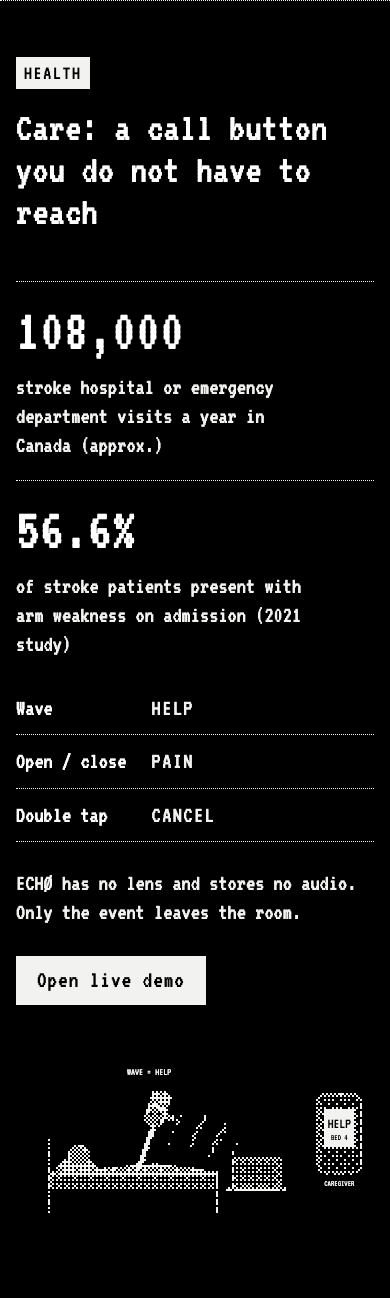 HEALTH
Care: a call button
you do not have to
reach
108,000
stroke hospital or emergency
department visits a year in
Canada (approx.)
56.6%
of stroke patients present with
arm weakness on admission (2021
study)
Wave HELP
Open / close PAIN
Double tap CANCEL
ECHØ has no lens and stores no audio.
Only the event leaves the room.
Open live demo
WAVE = HELP
HELP
BED 4
CAREGIVER